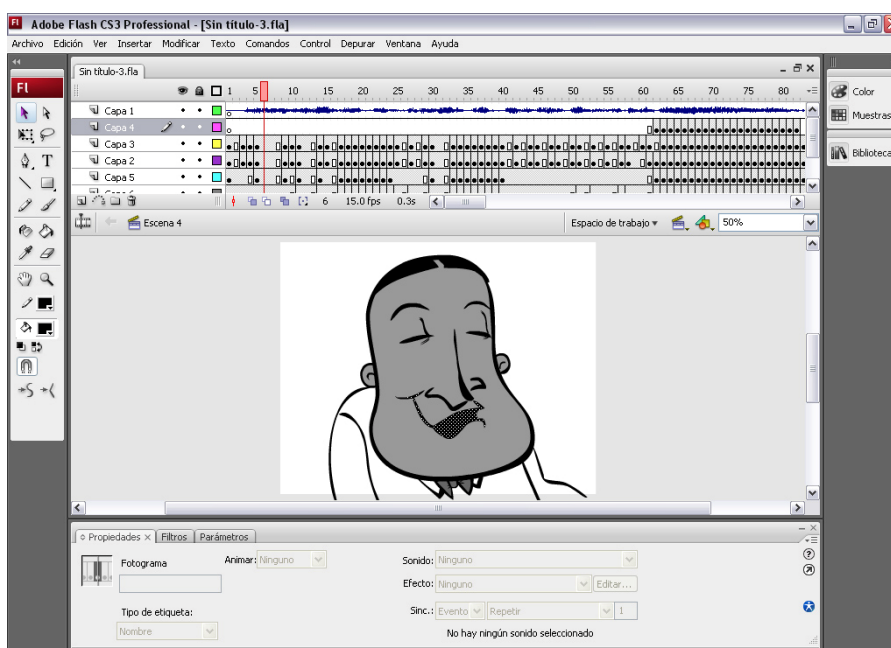 Fl Adobe Flash CS3 Professional - [Sin título-3.fla]
Archivo Edición Ver Insertar Modificar Texto Comandos Control Depurar Ventana Ayuda
Sin título-3.fla
Fl
1 5 10 15 20 25 30 35 40 45 50 55 60 65 70 75 80
Capa 1
Capa 4
Capa 3
Capa 2
Capa 5
6 15.0 fps 0.3s
Escena 4
Espacio de trabajo
50%
Color
Muestras
Biblioteca
T
Propiedades × Filtros Parámetros
Fotograma
Animar: Ninguno
Sonido: Ninguno
Efecto: Ninguno Editar...
Tipo de etiqueta:
Nombre
Sinc.: Evento Repetir 1
No hay ningún sonido seleccionado